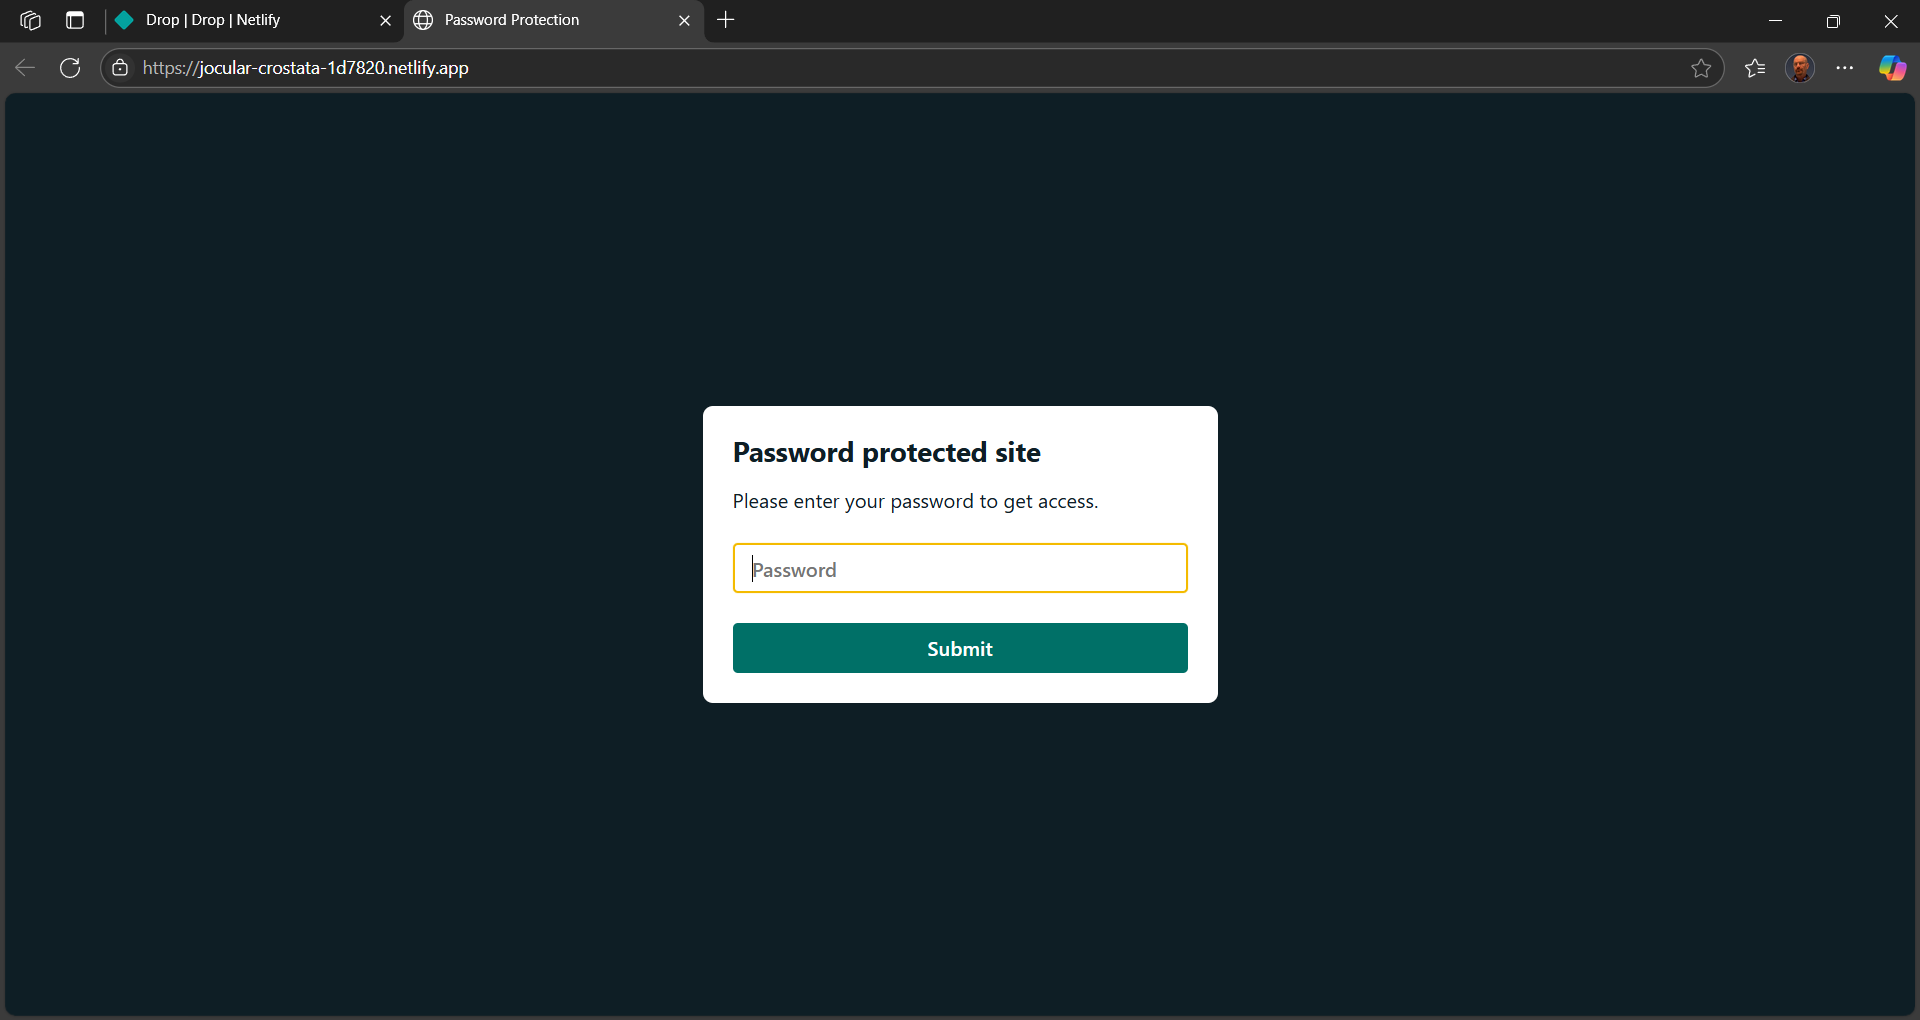 Drop | Drop | Netlify
Password Protection
https://jocular-crostata-1d7820.netlify.app
Password protected site
Please enter your password to get access.
Password
Submit